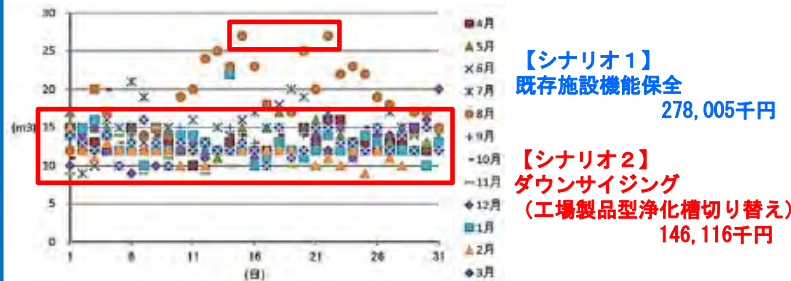 30
25
20
(m3) 15
10
5
0
1
6
11
16
21
26
31
(日)
4月
5月
6月
7月
8月
9月
10月
11月
12月
1月
2月
3月
【シナリオ1】
既存施設機能保全
278,005千円
【シナリオ2】
ダウンサイジング
（工場製品型浄化槽切り替え）
146,116千円